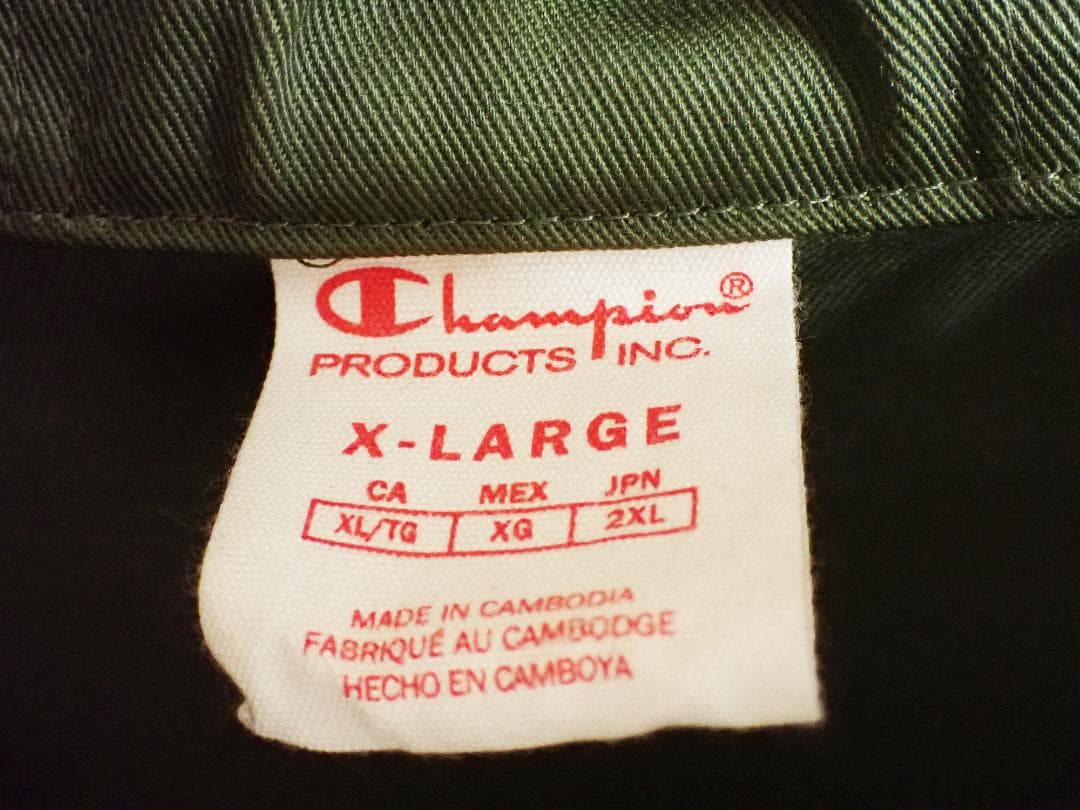 Champion®
PRODUCTS INC.
X-LARGE
CA MEX JPN
XL/TG XG 2XL
MADE IN CAMBODIA
FABRIQUÉ AU CAMBODGE
HECHO EN CAMBOYA